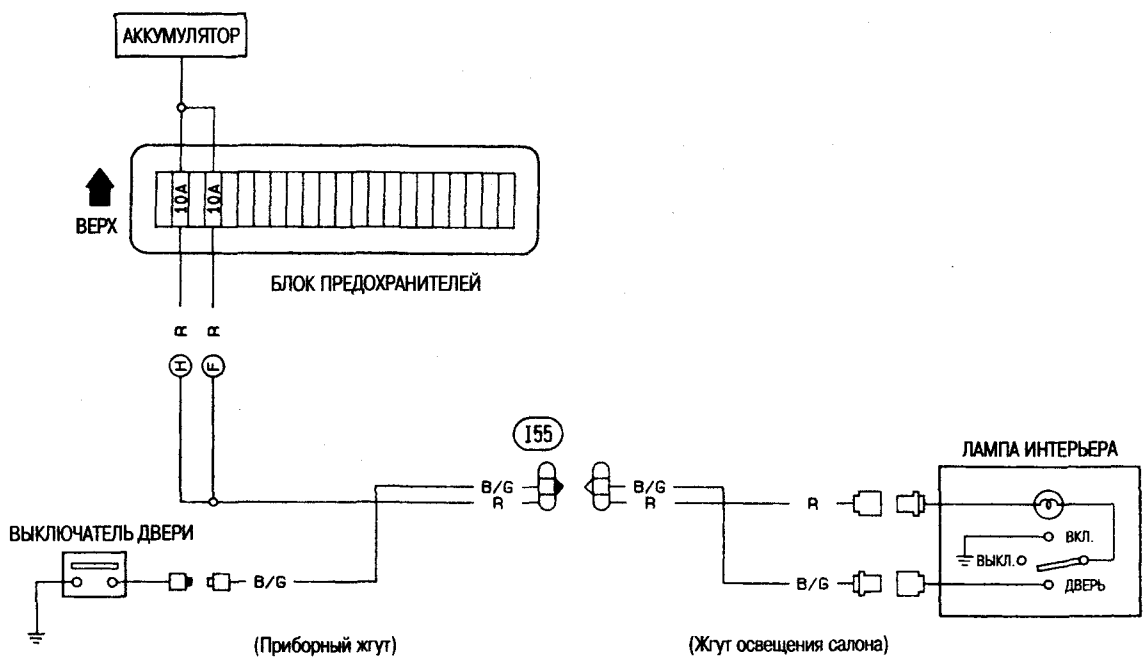 АККУМУЛЯТОР
10A 10A
ВЕРХ
БЛОК ПРЕДОХРАНИТЕЛЕЙ
R R
H F
I55
ЛАМПА ИНТЕРЬЕРА
B/G B/G
R R R
ВЫКЛЮЧАТЕЛЬ ДВЕРИ
ВКЛ.
ВЫКЛ.
B/G B/G
ДВЕРЬ
(Приборный жгут) (Жгут освещения салона)